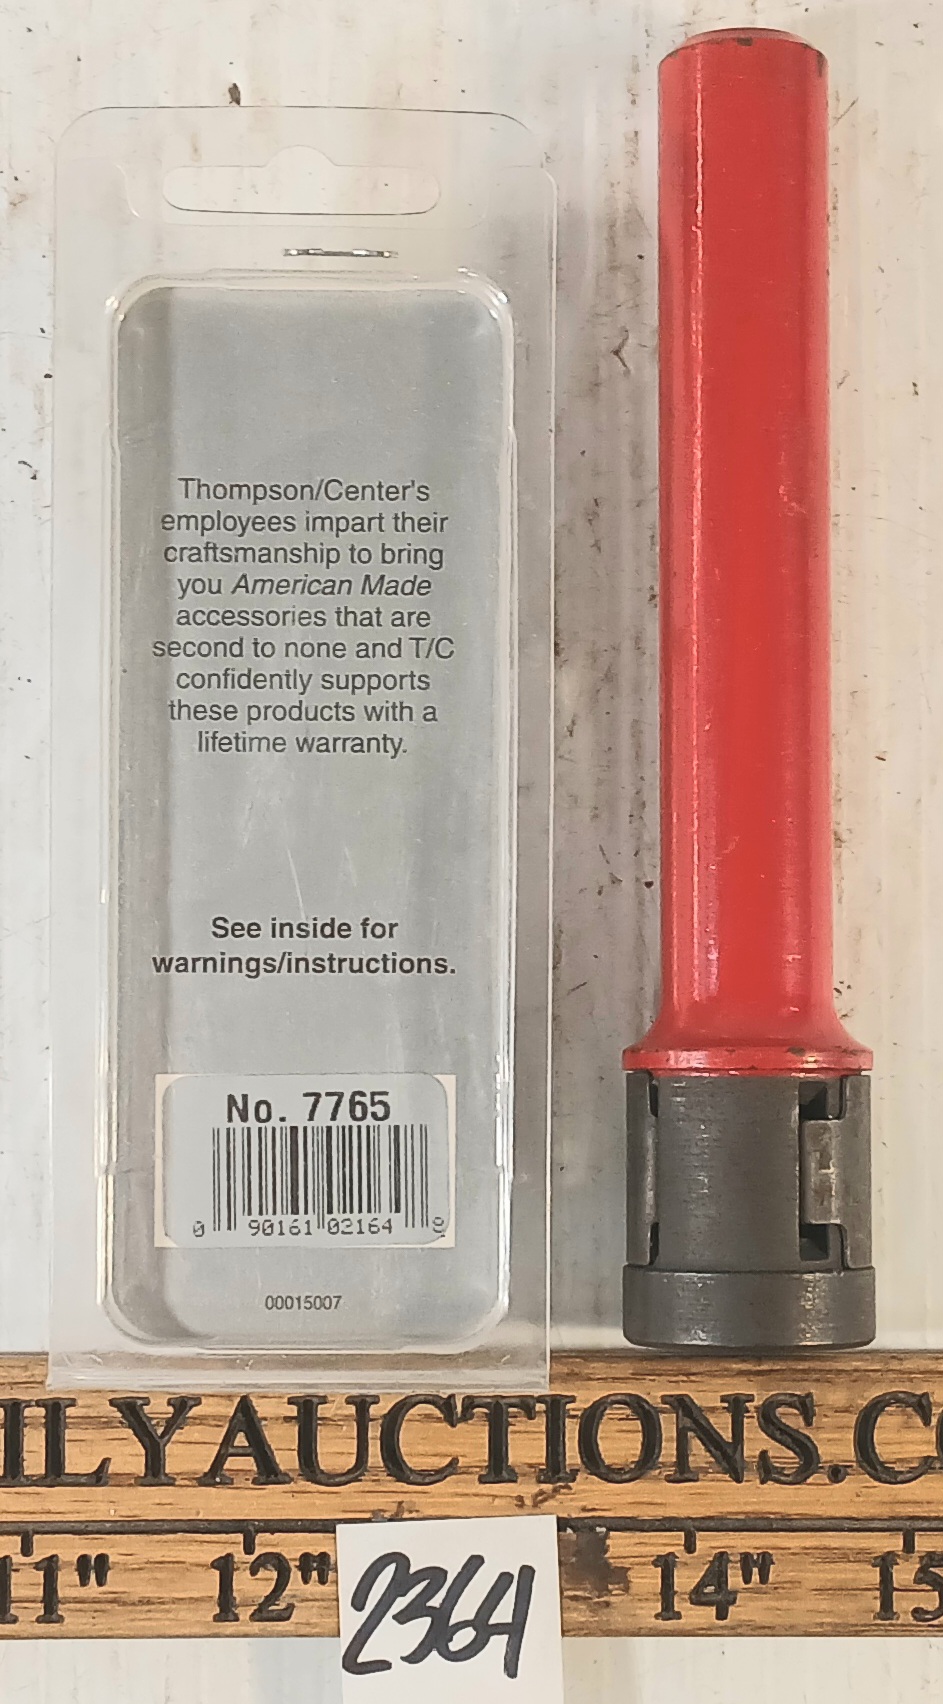 Thompson/Center's
employees impart their
craftsmanship to bring
you American Made
accessories that are
second to none and T/C
confidently supports
these products with a
lifetime warranty.
See inside for
warnings/instructions.
No. 7765
0 90161 02164 8
00015007
ILYAUCTIONS.CO
11" 12" 14" 15
2364